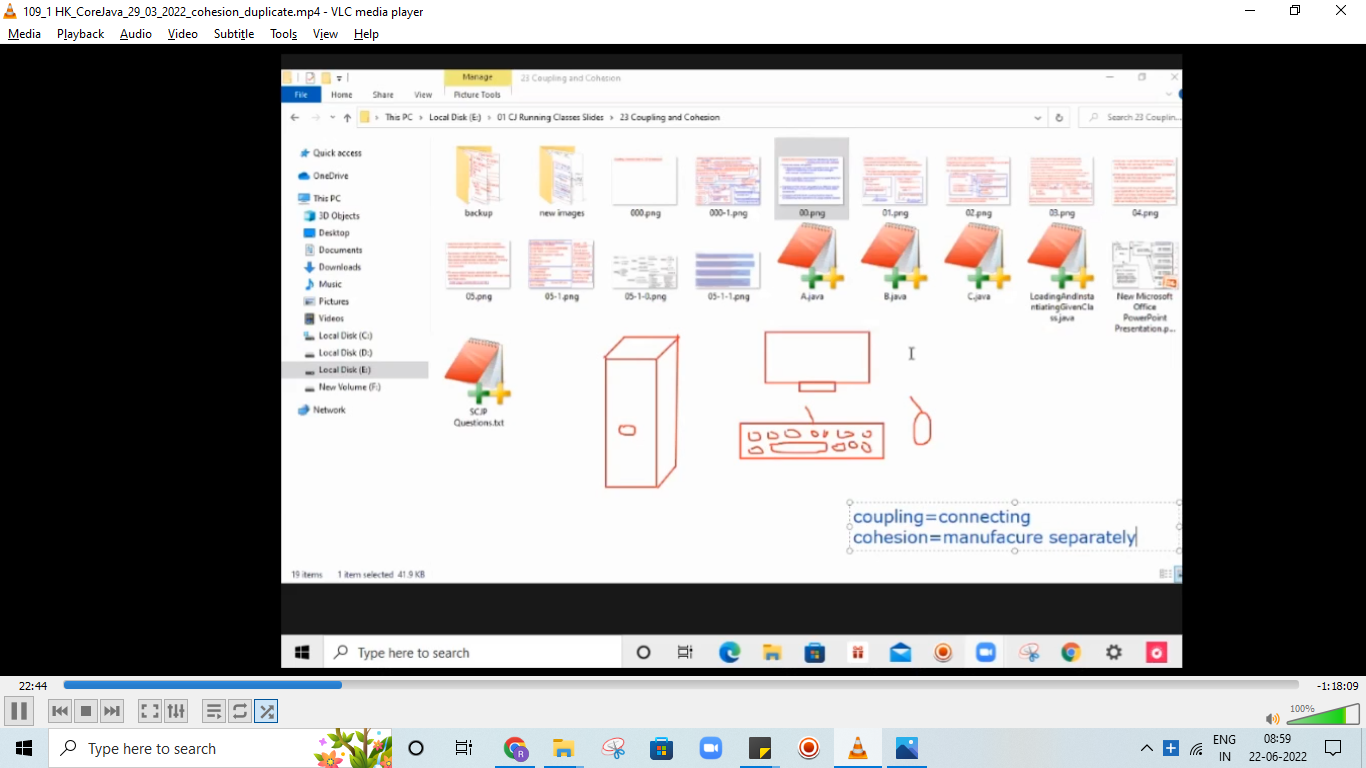 109_1 HK_CoreJava_29_03_2022_cohesion_duplicate.mp4 - VLC media player
Media Playback Audio Video Subtitle Tools View Help
Manage 23 Coupling and Cohesion
File Home Share View Picture Tools
This PC > Local Disk (E:) > 01 CJ Running Classes Slides > 23 Coupling and Cohesion Search 23 Couplin...
Quick access
OneDrive
This PC
3D Objects
Desktop
Documents
Downloads
Music
Pictures
Videos
Local Disk (C:)
Local Disk (D:)
Local Disk (E:)
New Volume (F:)
Network
backup new images 000.png 000-1.png 00.png 01.png 02.png 03.png 04.png
05.png 05-1.png 05-1-0.png 05-1-1.png A.java B.java C.java LoadingAndInstantiatingGivenClass.java New Microsoft Office PowerPoint Presentation.p...
SCJP Questions.txt
coupling=connecting
cohesion=manufacure separately
19 items 1 item selected 41.9 KB
Type here to search
22:44 -1:18:09
100%
Type here to search
ENG 08:59
IN 22-06-2022